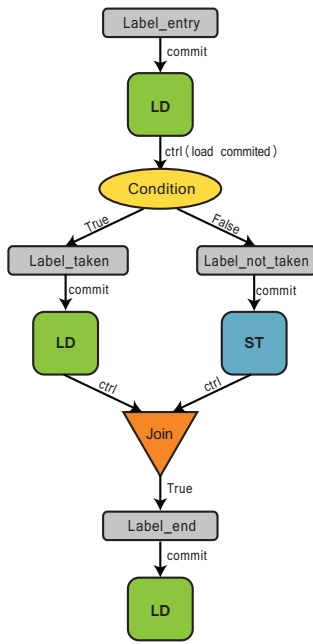 Label_entry
commit
LD
ctrl(load commited)
Condition
True
False
Label_taken
Label_not_taken
commit
commit
LD
ST
ctrl
ctrl
Join
True
Label_end
commit
LD